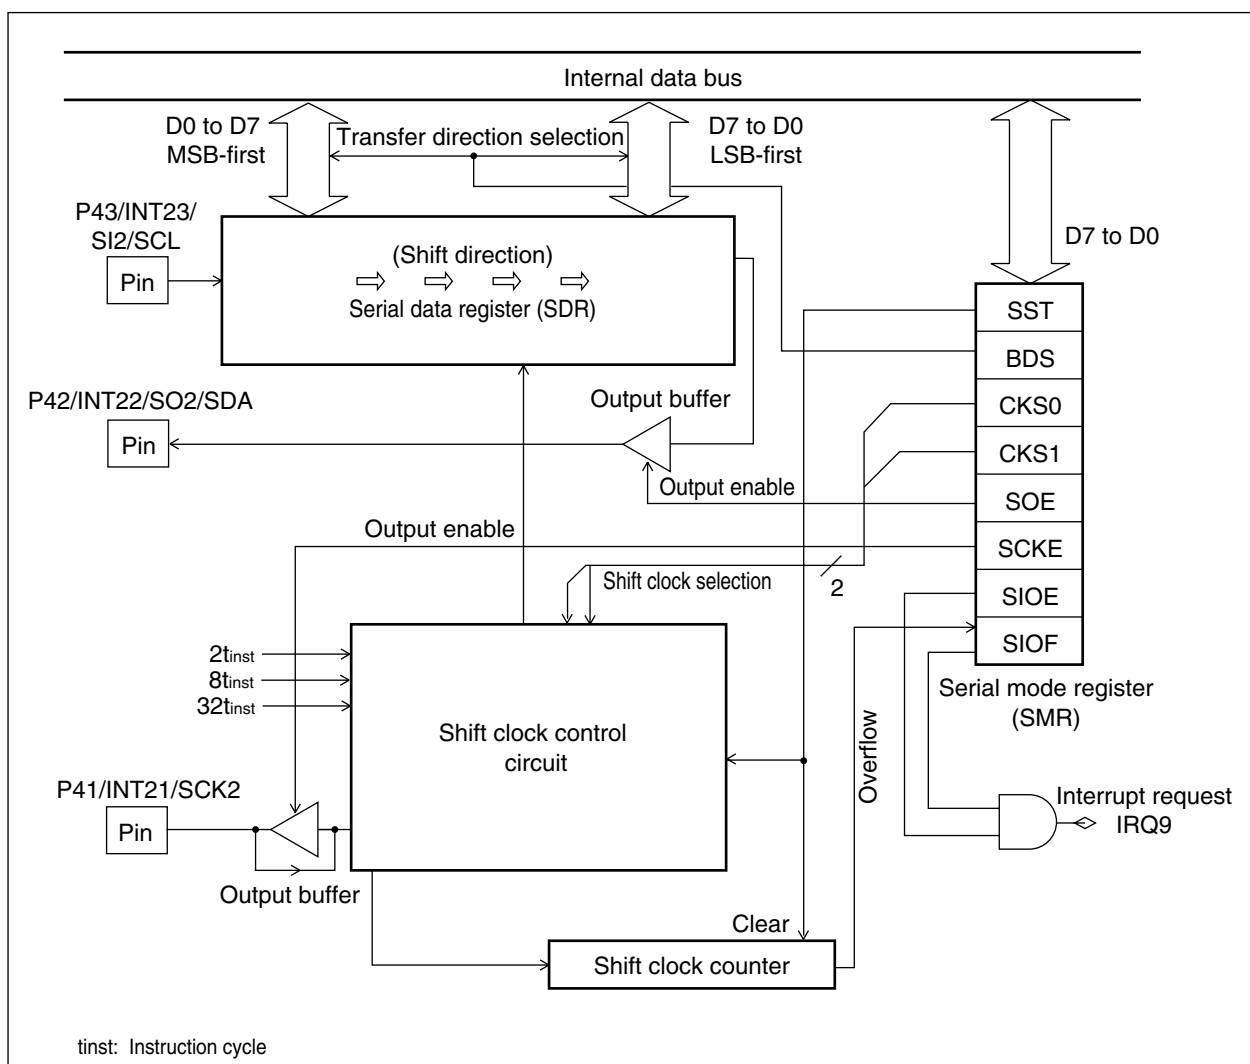 Internal data bus
D0 to D7
MSB-first
Transfer direction selection
D7 to D0
LSB-first
P43/INT23/
SI2/SCL
Pin
(Shift direction)
Serial data register (SDR)
D7 to D0
SST
BDS
CKS0
CKS1
SOE
SCKE
SIOE
SIOF
Serial mode register
(SMR)
P42/INT22/SO2/SDA
Pin
Output buffer
Output enable
Output enable
Shift clock selection
2
2tinst
8tinst
32tinst
Shift clock control
circuit
Overflow
P41/INT21/SCK2
Pin
Output buffer
Interrupt request
IRQ9
Clear
Shift clock counter
tinst: Instruction cycle